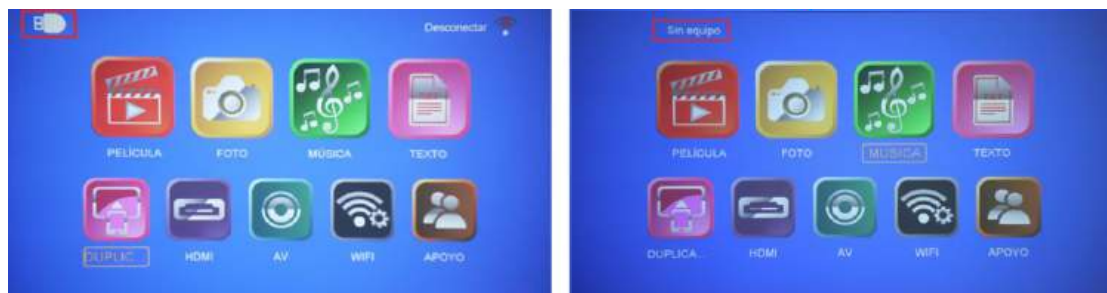 Desconectar
PELÍCULA FOTO MÚSICA TEXTO
DUPLIC...
HDMI AV WIFI APOYO
Sin equipo
PELÍCULA FOTO MÚSICA TEXTO
DUPLICA... HDMI AV WIFI APOYO